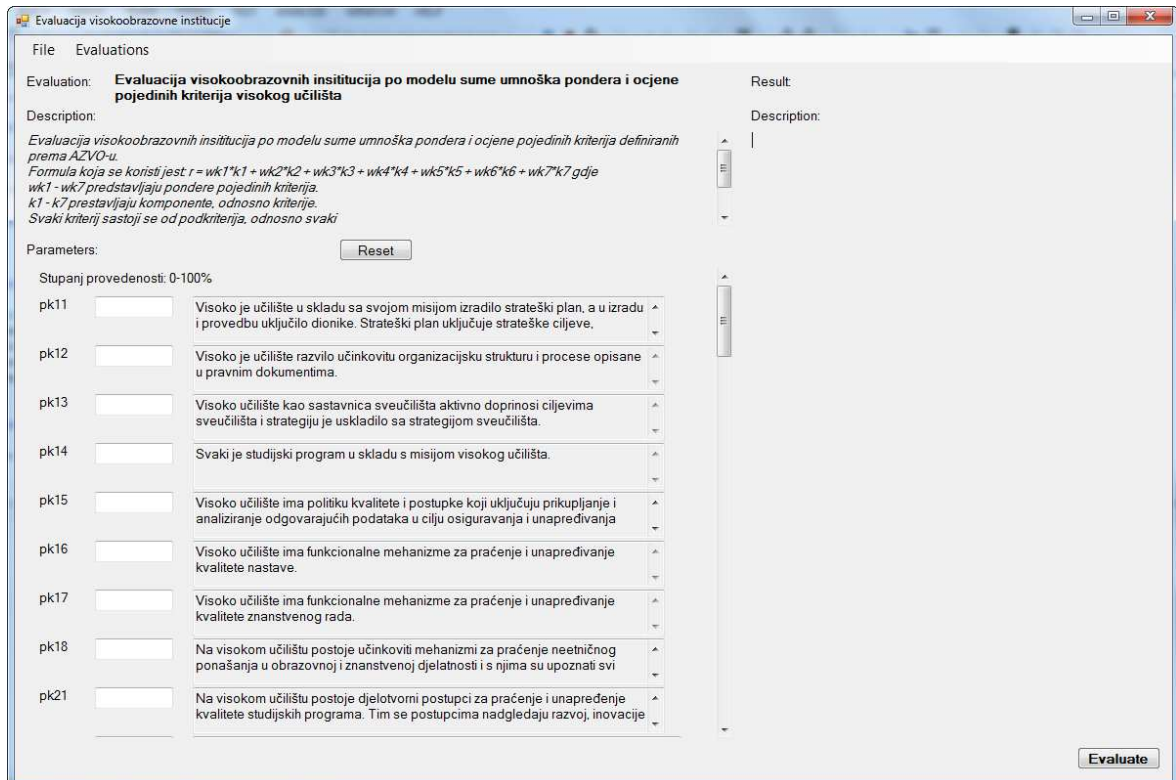 Evaluacija visokoobrazovne institucije
File Evaluations
Evaluation: Evaluacija visokoobrazovnih insititucija po modelu sume umnoška pondera i ocjene
pojedinih kriterija visokog učilišta
Description:
Evaluacija visokoobrazovnih insititucija po modelu sume umnoška pondera i ocjene pojedinih kriterija definiranih
prema AZVO-u.
Formula koja se koristi jest: r = wk1*k1 + wk2*k2 + wk3*k3 + wk4*k4 + wk5*k5 + wk6*k6 + wk7*k7 gdje
wk1 - wk7 predstavljaju pondere pojedinih kriterija.
k1 - k7 prestavljaju komponente, odnosno kriterije.
Svaki kriterij sastoji se od podkriterija, odnosno svaki
Parameters:
Reset
Stupanj provedenosti: 0-100%
pk11
Visoko je učilište u skladu sa svojom misijom izradilo strateški plan, a u izradu
i provedbu uključilo dionike. Strateški plan uključuje strateške ciljeve,
pk12
Visoko je učilište razvilo učinkovitu organizacijsku strukturu i procese opisane
u pravnim dokumentima.
pk13
Visoko učilište kao sastavnica sveučilišta aktivno doprinosi ciljevima
sveučilišta i strategiju je uskladilo sa strategijom sveučilišta.
pk14
Svaki je studijski program u skladu s misijom visokog učilišta.
pk15
Visoko učilište ima politiku kvalitete i postupke koji uključuju prikupljanje i
analiziranje odgovarajućih podataka u cilju osiguravanja i unapređivanja
pk16
Visoko učilište ima funkcionalne mehanizme za praćenje i unapređivanje
kvalitete nastave.
pk17
Visoko učilište ima funkcionalne mehanizme za praćenje i unapređivanje
kvalitete znanstvenog rada.
pk18
Na visokom učilištu postoje učinkoviti mehanizmi za praćenje neetničnog
ponašanja u obrazovnoj i znanstvenoj djelatnosti i s njima su upoznati svi
pk21
Na visokom učilištu postoje djelotvorni postupci za praćenje i unapređenje
kvalitete studijskih programa. Tim se postupcima nadgledaju razvoj, inovacije
Result:
Description:
Evaluate